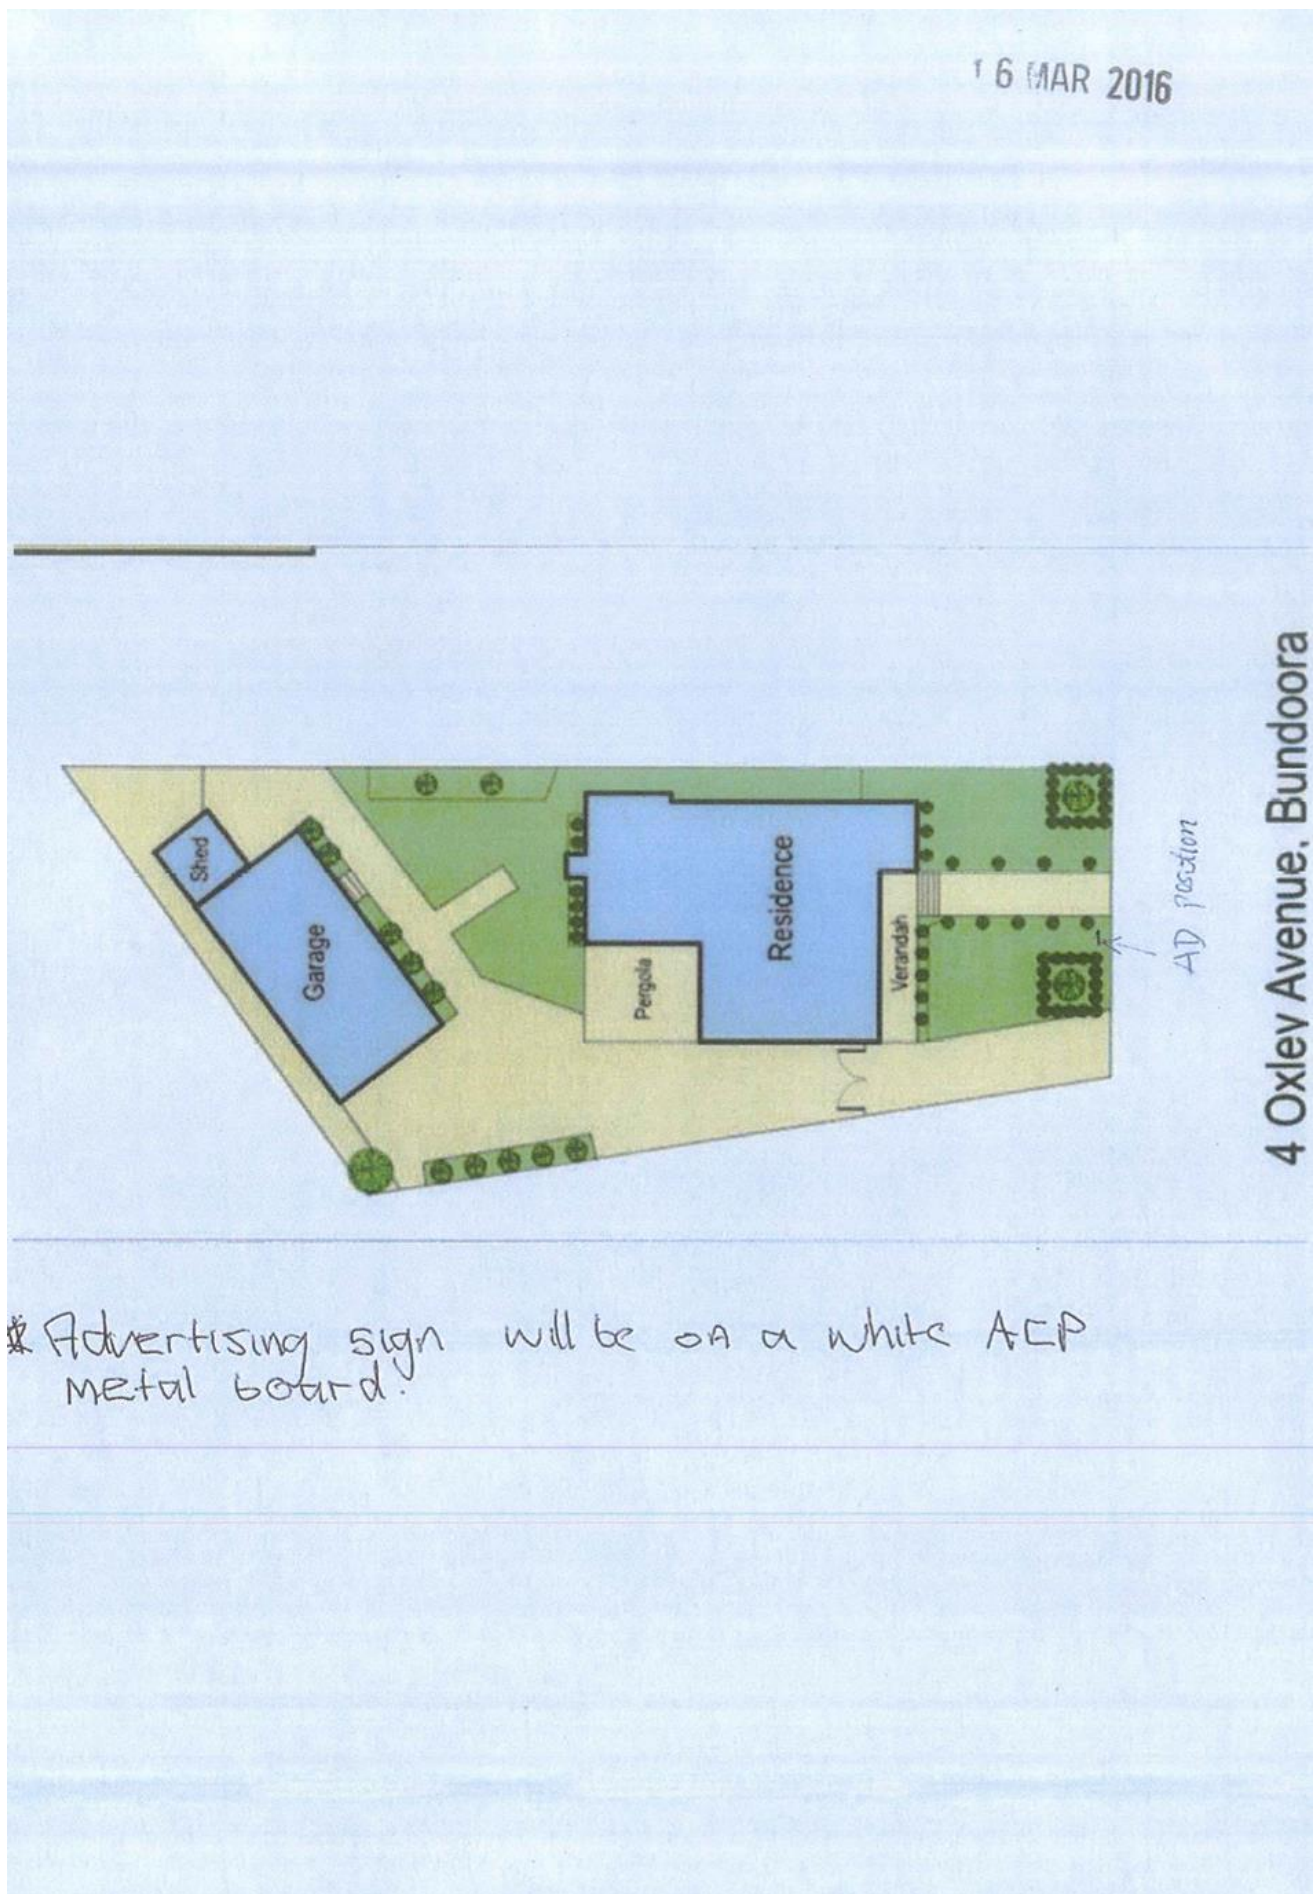 16 MAR 2016
Shed
Garage
Pergola
Residence
Verandah
1
AD position
4 Oxley Avenue, Bundoora
* Advertising sign will be on a white ACP
metal board.